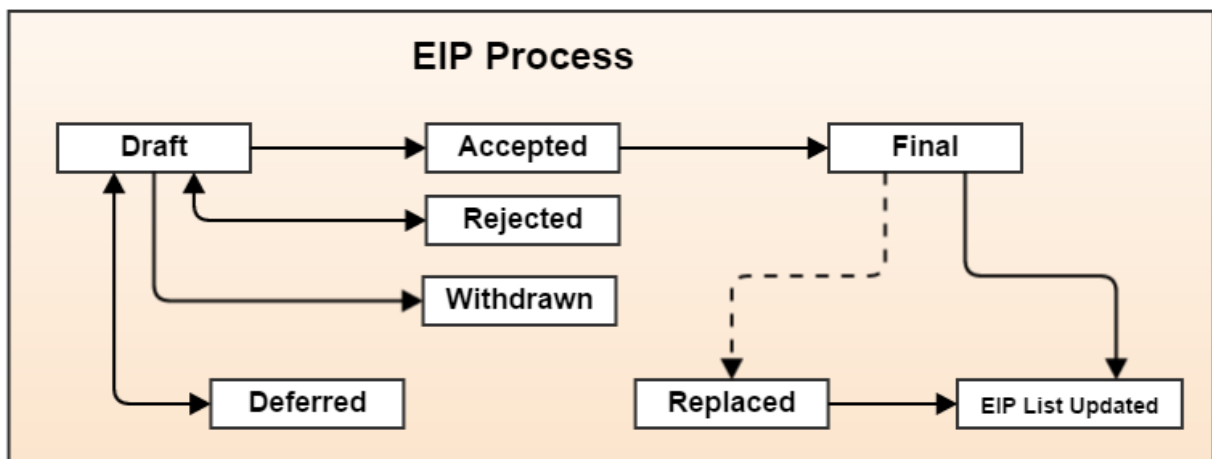 EIP Process
Draft
Accepted
Final
Rejected
Withdrawn
Deferred
Replaced
EIP List Updated